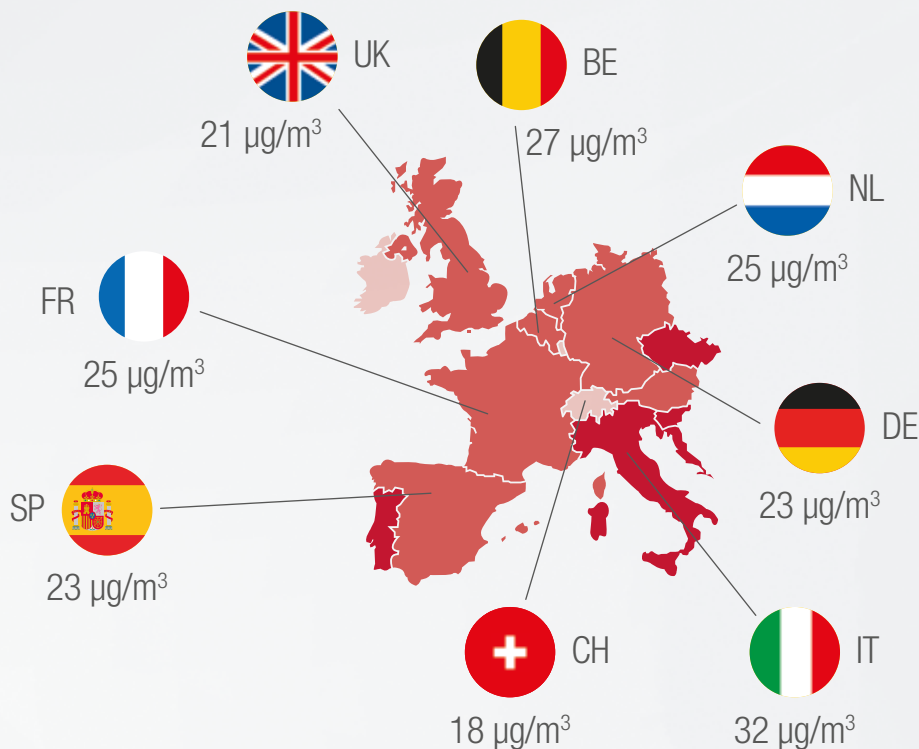 UK
21 µg/m³
BE
27 µg/m³
NL
25 µg/m³
FR
25 µg/m³
DE
23 µg/m³
SP
23 µg/m³
CH
18 µg/m³
IT
32 µg/m³